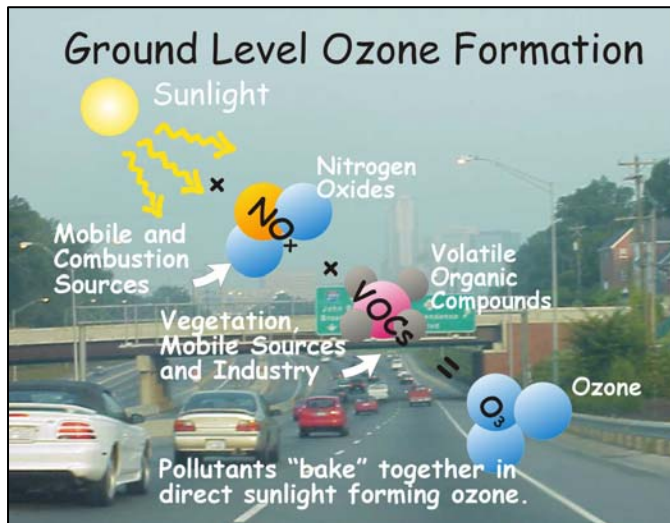 Ground Level Ozone Formation
Sunlight
+
Nitrogen
Oxides
NO+
Mobile and
Combustion
Sources
+
Volatile
Organic
Compounds
VOCs
Vegetation,
Mobile Sources
and Industry
=
Ozone
O₃
Pollutants “bake” together in
direct sunlight forming ozone.